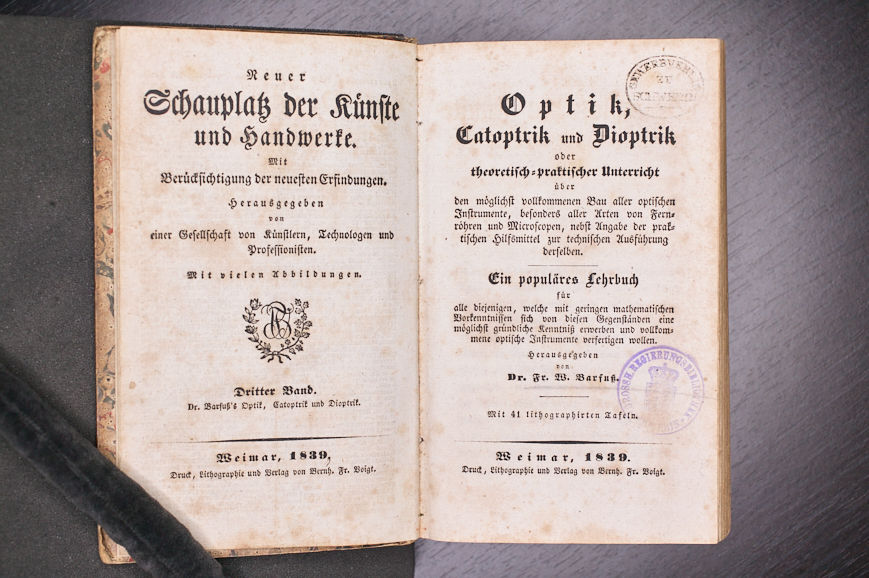 Neuer
Schauplatz der Künste
und Handwerke.
Mit
Berücksichtigung der neuesten Erfindungen.
Herausgegeben
von
einer Gesellschaft von Künstlern, Technologen und
Professionisten.
Mit vielen Abbildungen.
Dritter Band.
Dr. Barfuß's Optik, Catoptrik und Dioptrik.
Weimar, 1839,
Druck, Lithographie und Verlag von Bernh. Fr. Voigt.
Optik,
Catoptrik und Dioptrik
oder
theoretisch-praktischer Unterricht
über
den möglichst vollkommenen Bau aller optischen
Instrumente, besonders aller Arten von Fern-
röhren und Microscopen, nebst Angabe der prak-
tischen Hilfsmittel zur technischen Ausführung
derselben.
Ein populäres Lehrbuch
für
alle diejenigen, welche mit geringen mathematischen
Vorkenntnissen sich von diesen Gegenständen eine
möglichst gründliche Kenntniß erwerben und vollkom-
mene optische Instrumente verfertigen wollen.
Herausgegeben
von
Dr. Fr. W. Barfuß.
Mit 41 lithographirten Tafeln.
Weimar, 1839.
Druck, Lithographie und Verlag von Bernh. Fr. Voigt.
ZU